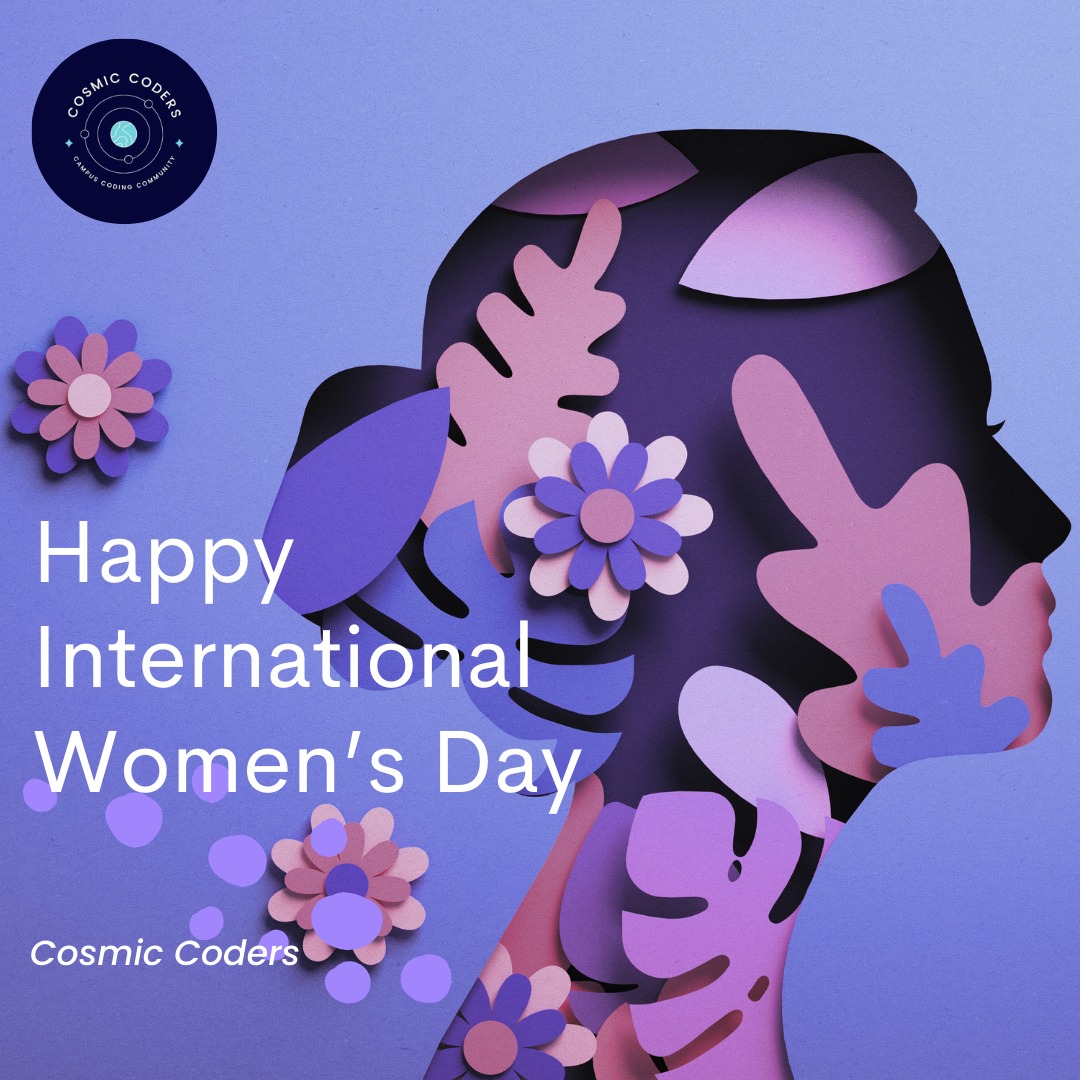 COSMIC CODERS
CAMPUS CODING COMMUNITY
Happy
International
Women's Day
Cosmic Coders